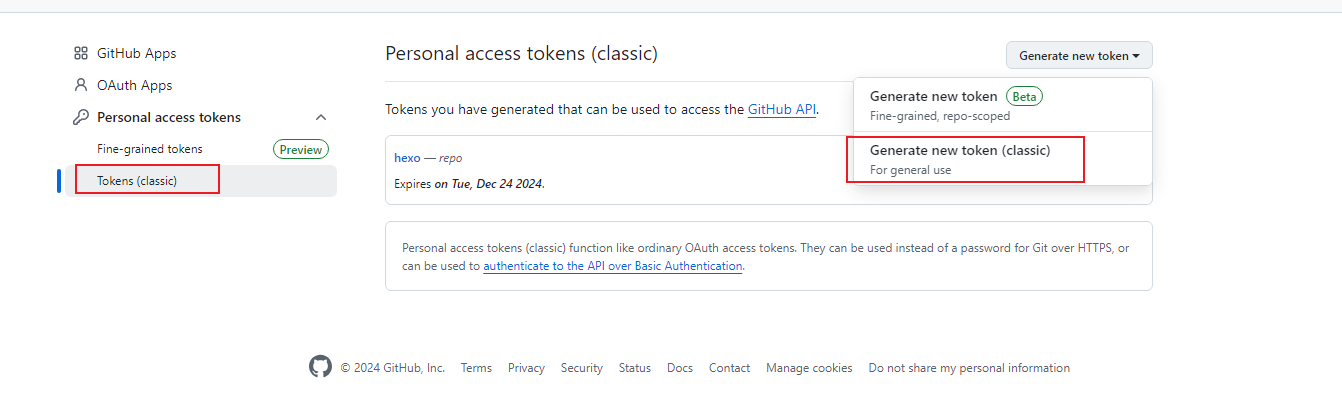 GitHub Apps
OAuth Apps
Personal access tokens
Fine-grained tokens Preview
Tokens (classic)
Personal access tokens (classic)
Generate new token
Generate new token Beta
Fine-grained, repo-scoped
Generate new token (classic)
For general use
Tokens you have generated that can be used to access the GitHub API.
hexo — repo
Expires on Tue, Dec 24 2024.
Personal access tokens (classic) function like ordinary OAuth access tokens. They can be used instead of a password for Git over HTTPS, or
can be used to authenticate to the API over Basic Authentication.
© 2024 GitHub, Inc. Terms Privacy Security Status Docs Contact Manage cookies Do not share my personal information